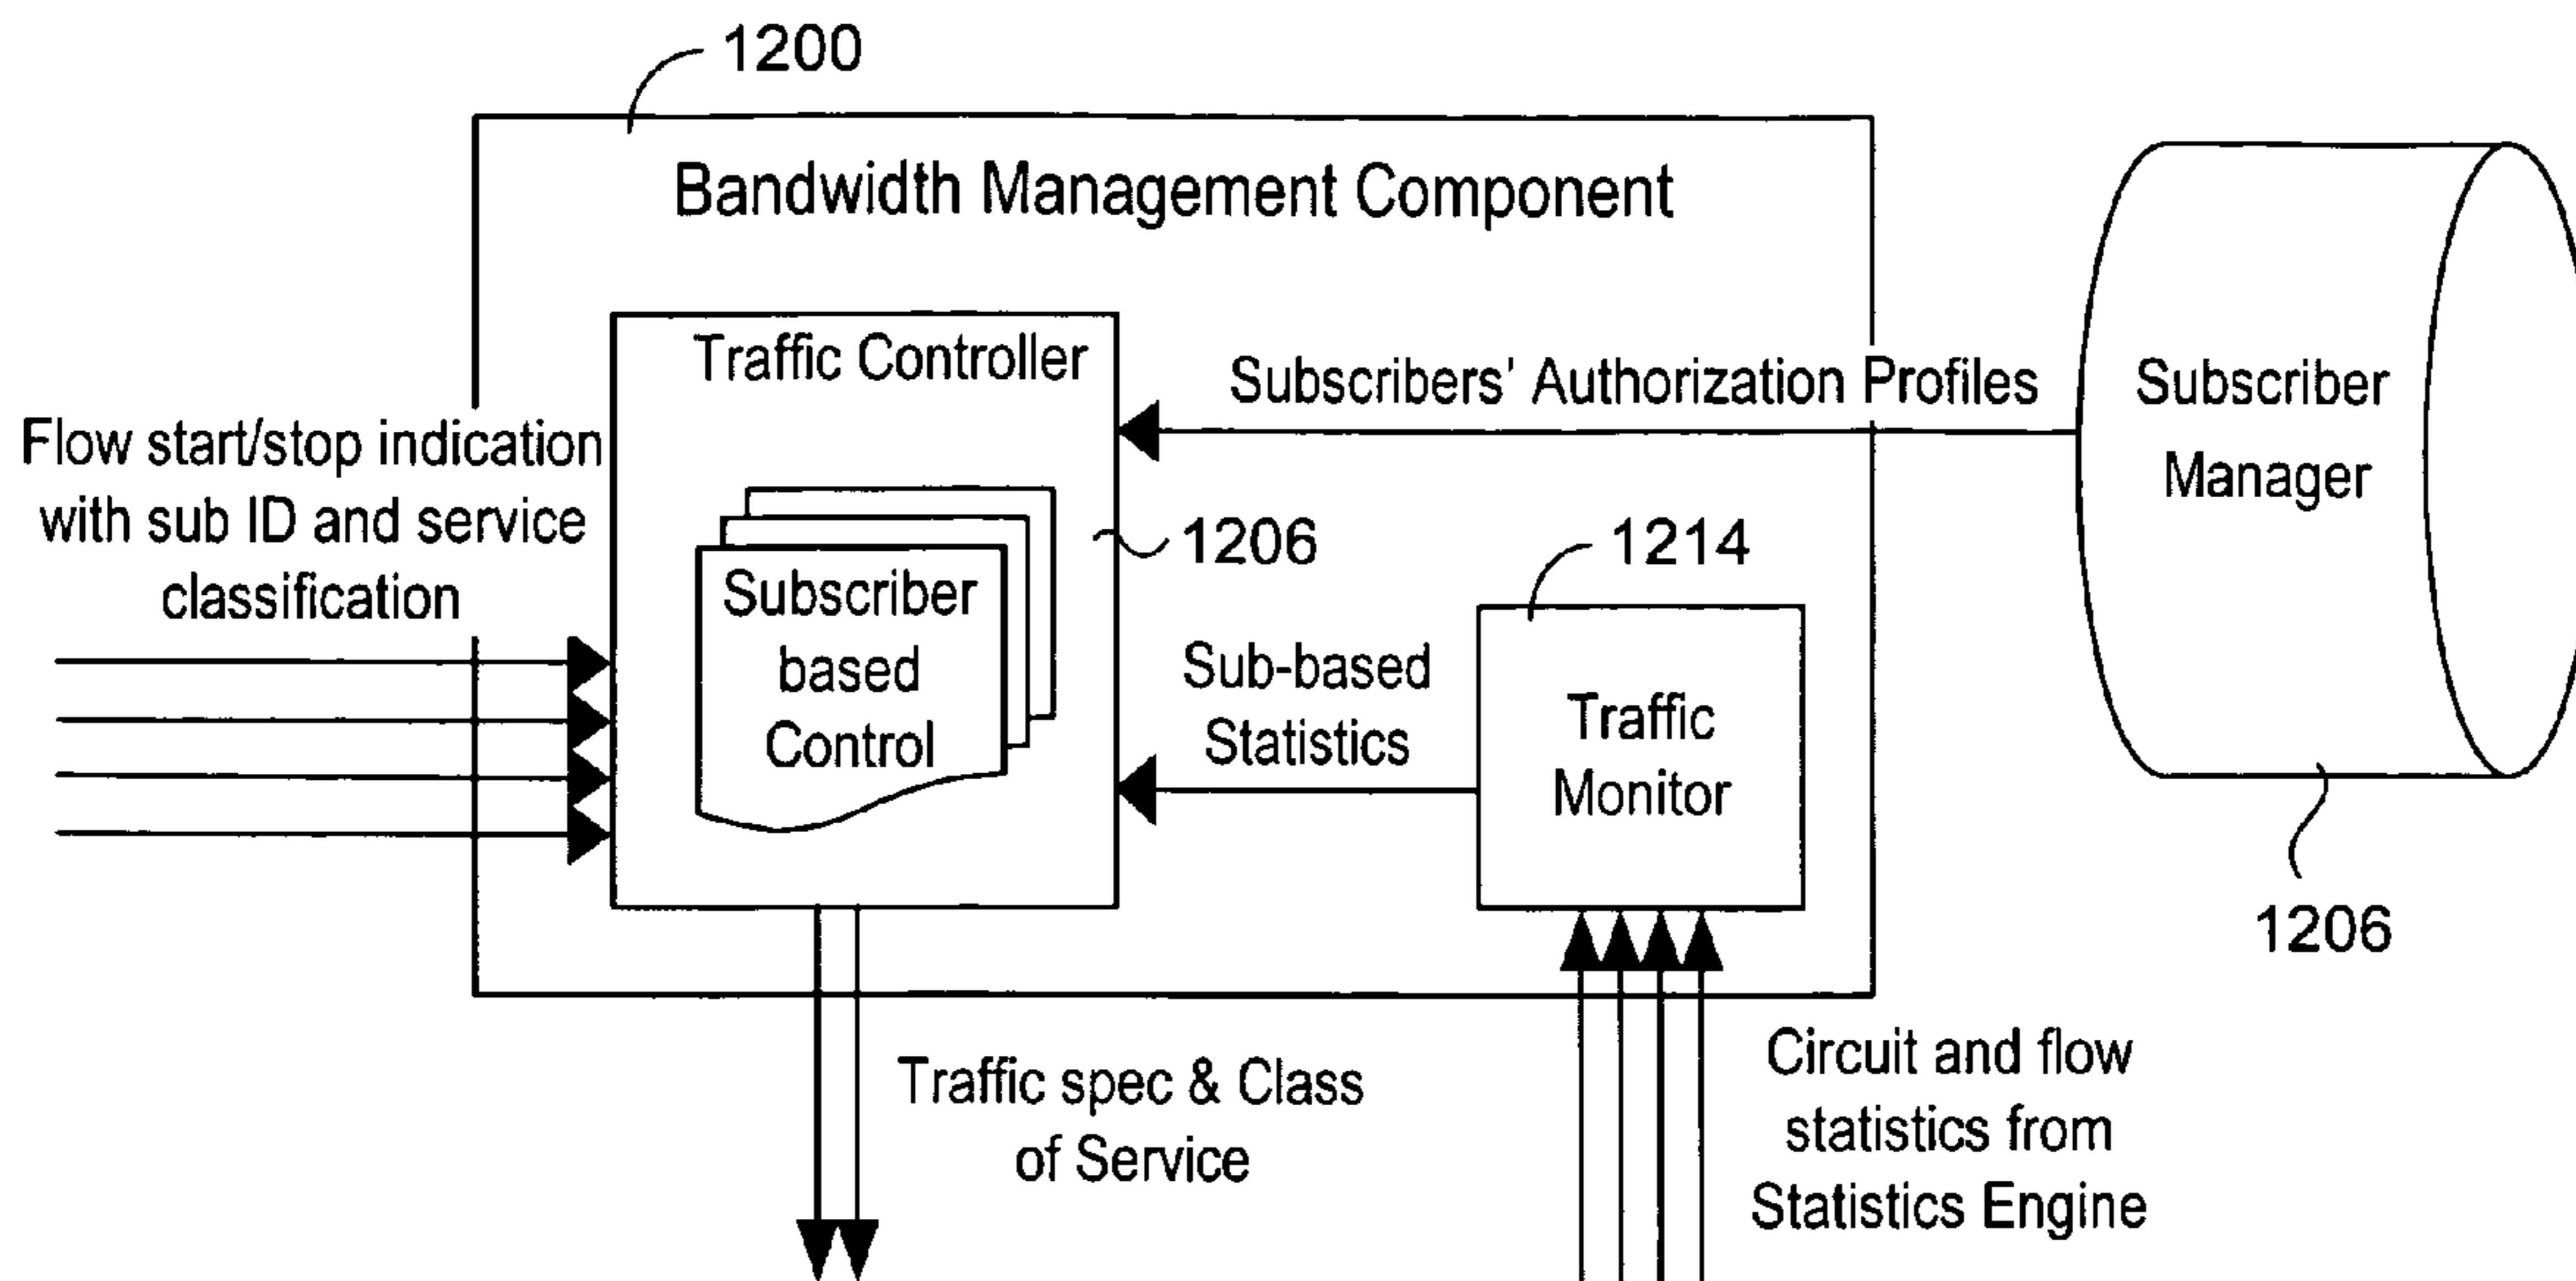 1200
Bandwidth Management Component
Traffic Controller
Subscribers' Authorization Profiles
Subscriber
Manager
Flow start/stop indication
with sub ID and service
classification
1206
1214
Subscriber
based
Control
Sub-based
Statistics
Traffic
Monitor
1206
Traffic spec & Class
of Service
Circuit and flow
statistics from
Statistics Engine